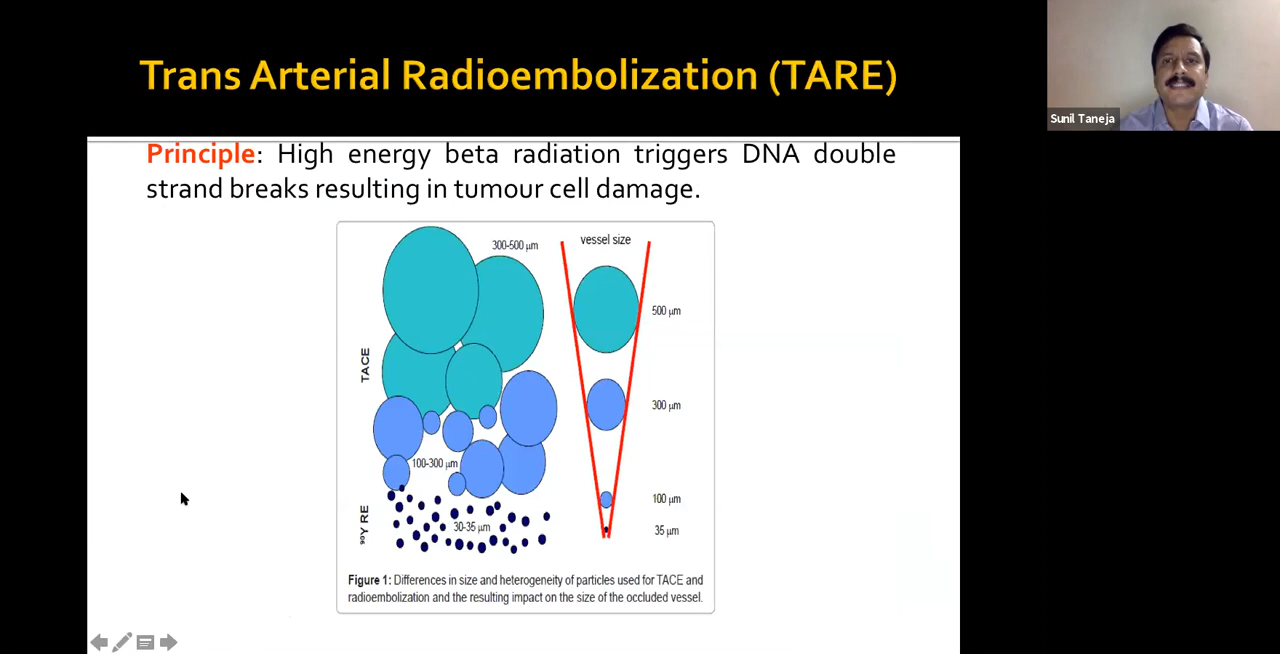 Trans Arterial Radioembolization (TARE)
Sunil Taneja
Principle: High energy beta radiation triggers DNA double
strand breaks resulting in tumour cell damage.
300-500 µm
vessel size
500 µm
TACE
300 µm
100-300 µm
100 µm
⁹⁰Y RE
30-35 µm
35 µm
Figure 1: Differences in size and heterogeneity of particles used for TACE and
radioembolization and the resulting impact on the size of the occluded vessel.